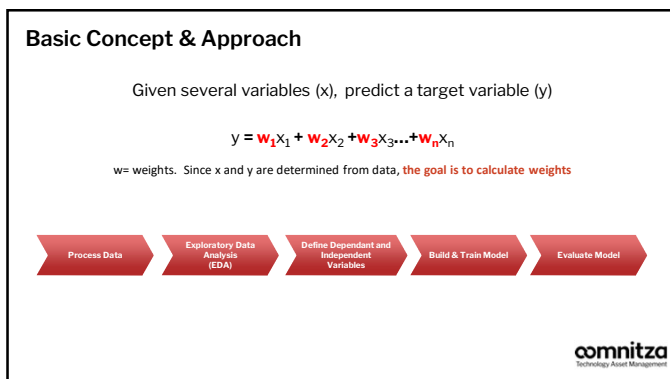 Basic Concept & Approach
Given several variables (x), predict a target variable (y)
y = w₁x₁ + w₂x₂ +w₃x₃...+wₙxₙ
w= weights. Since x and y are determined from data, the goal is to calculate weights
Process Data
Exploratory Data
Analysis
(EDA)
Define Dependant and
Independent
Variables
Build & Train Model
Evaluate Model
oomnitza
Technology Asset Management